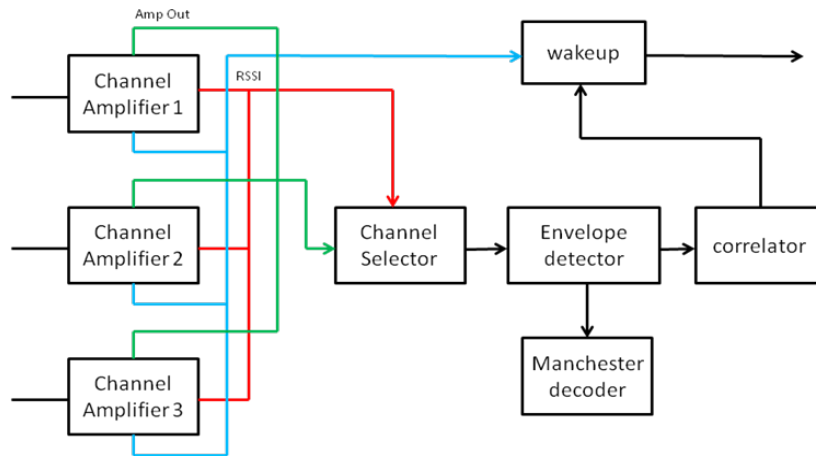 Amp Out
Channel
Amplifier 1
RSSI
wakeup
Channel
Amplifier 2
Channel
Selector
Envelope
detector
correlator
Channel
Amplifier 3
Manchester
decoder